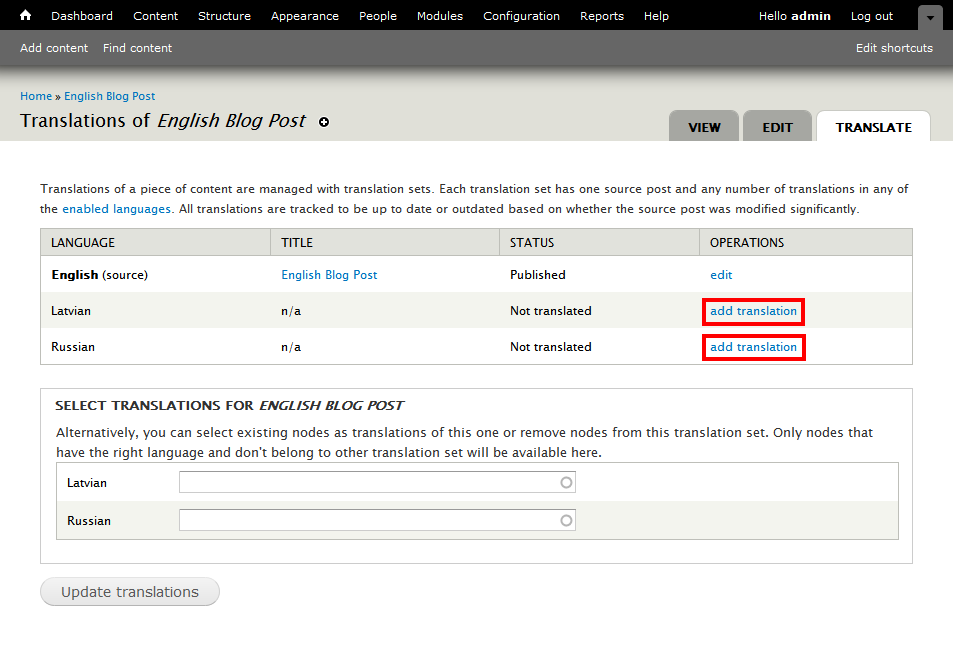 Dashboard Content Structure Appearance People Modules Configuration Reports Help Hello admin Log out
Add content Find content Edit shortcuts
Home » English Blog Post
Translations of English Blog Post
VIEW EDIT TRANSLATE
Translations of a piece of content are managed with translation sets. Each translation set has one source post and any number of translations in any of
the enabled languages. All translations are tracked to be up to date or outdated based on whether the source post was modified significantly.
LANGUAGE TITLE STATUS OPERATIONS
English (source) English Blog Post Published edit
Latvian n/a Not translated add translation
Russian n/a Not translated add translation
SELECT TRANSLATIONS FOR ENGLISH BLOG POST
Alternatively, you can select existing nodes as translations of this one or remove nodes from this translation set. Only nodes that
have the right language and don't belong to other translation set will be available here.
Latvian
Russian
Update translations